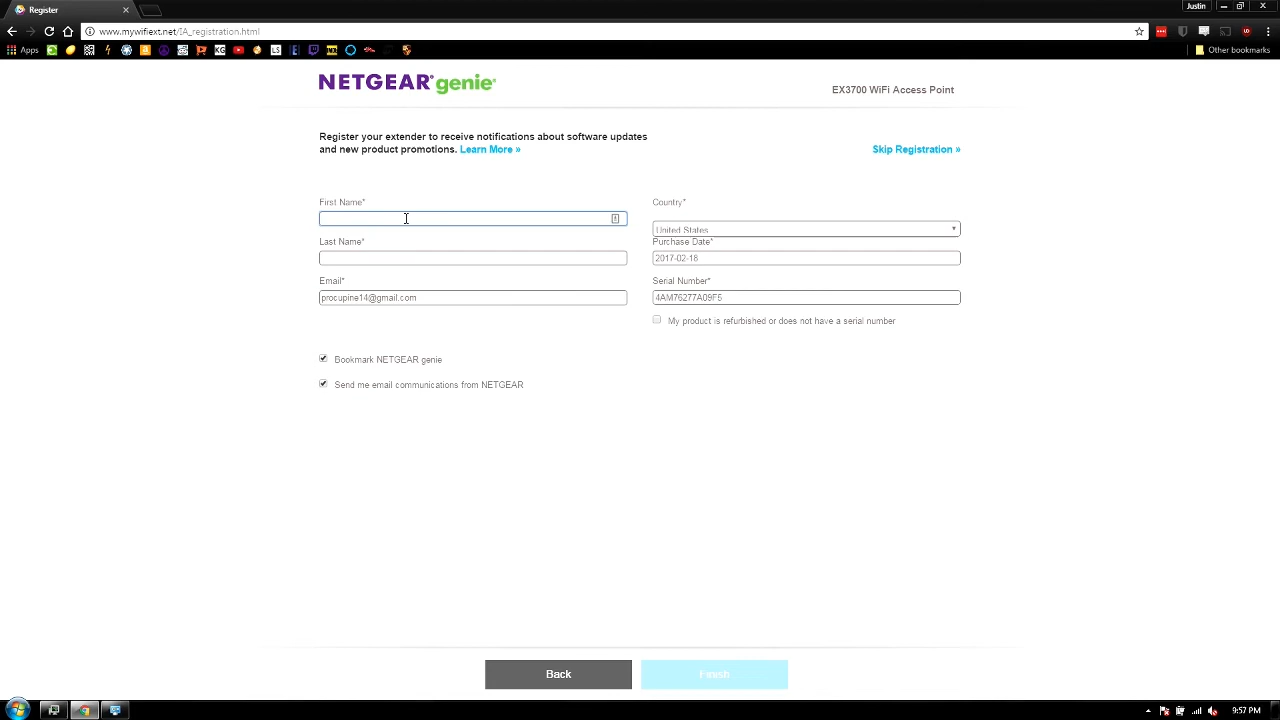 Register
Justin
www.mywifiext.net/IA_registration.html
Apps
Other bookmarks
NETGEAR® genie®
EX3700 WiFi Access Point
Register your extender to receive notifications about software updates
and new product promotions. Learn More »
Skip Registration »
First Name*
Last Name*
Email*
procupine14@gmail.com
Country*
United States
Purchase Date*
2017-02-18
Serial Number*
4AM76277A09F5
My product is refurbished or does not have a serial number
Bookmark NETGEAR genie
Send me email communications from NETGEAR
Back
Finish
9:57 PM